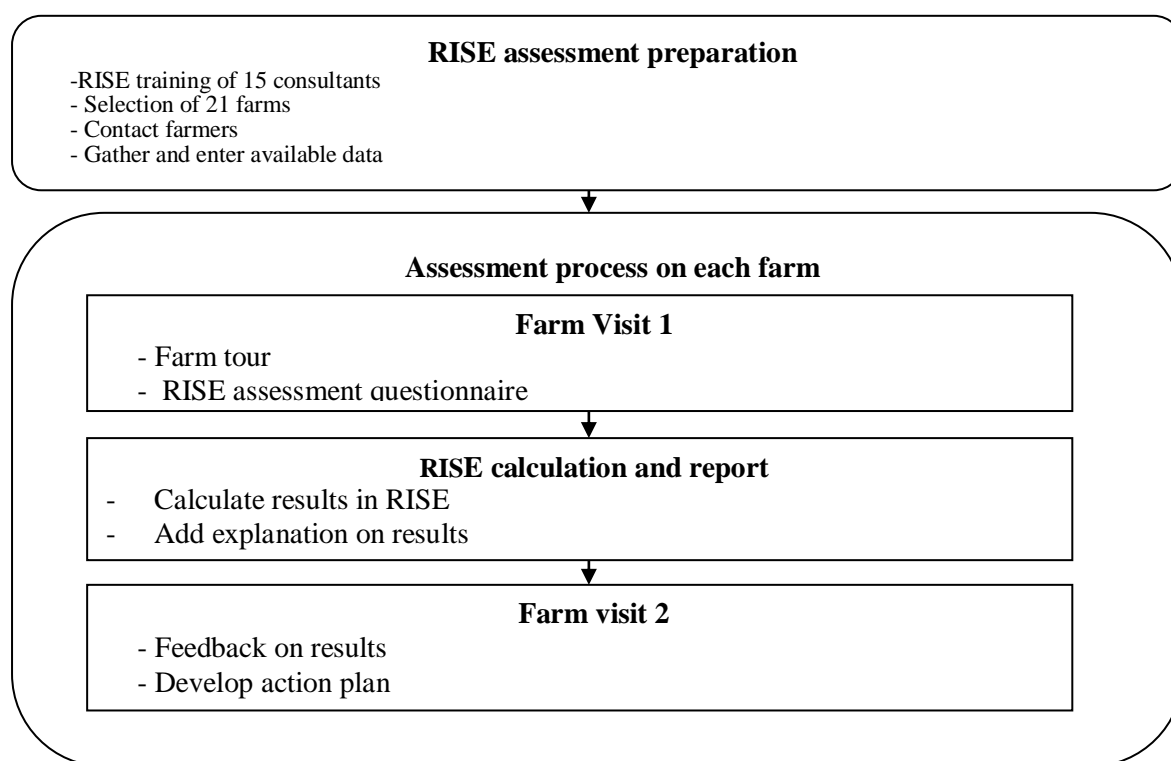 RISE assessment preparation
-RISE training of 15 consultants
- Selection of 21 farms
- Contact farmers
- Gather and enter available data
Assessment process on each farm
Farm Visit 1
- Farm tour
- RISE assessment questionnaire
RISE calculation and report
- Calculate results in RISE
- Add explanation on results
Farm visit 2
- Feedback on results
- Develop action plan